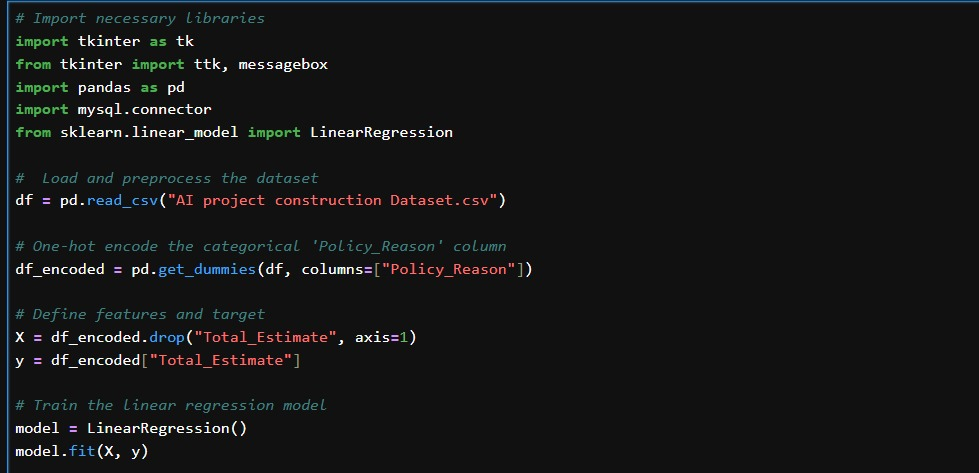 # Import necessary libraries
import tkinter as tk
from tkinter import ttk, messagebox
import pandas as pd
import mysql.connector
from sklearn.linear_model import LinearRegression
#  Load and preprocess the dataset
df = pd.read_csv("AI project construction Dataset.csv")
# One-hot encode the categorical 'Policy_Reason' column
df_encoded = pd.get_dummies(df, columns=["Policy_Reason"])
# Define features and target
X = df_encoded.drop("Total_Estimate", axis=1)
y = df_encoded["Total_Estimate"]
# Train the linear regression model
model = LinearRegression()
model.fit(X, y)